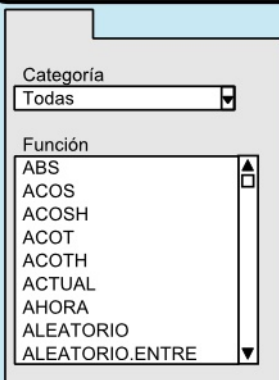 Categoría
Todas
Función
ABS
ACOS
ACOSH
ACOT
ACOTH
ACTUAL
AHORA
ALEATORIO
ALEATORIO.ENTRE